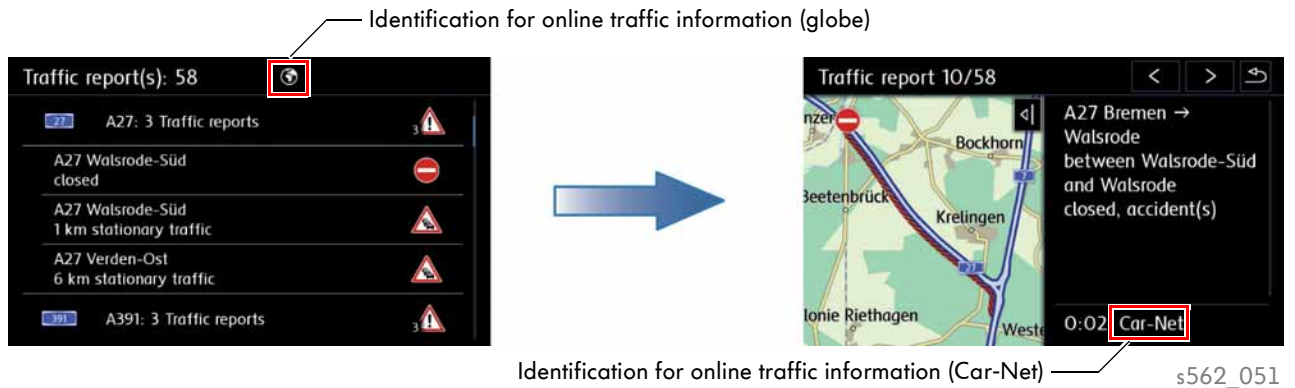 Identification for online traffic information (globe)
Traffic report(s): 58
27 A27: 3 Traffic reports 3
A27 Walsrode-Süd
closed
A27 Walsrode-Süd
1 km stationary traffic
A27 Verden-Ost
6 km stationary traffic
391 A391: 3 Traffic reports 3
Traffic report 10/58
nzer
Bockhorn
7
Beetenbrück
Krelingen
27
lonie Riethagen
Weste
A27 Bremen →
Walsrode
between Walsrode-Süd
and Walsrode
closed, accident(s)
0:02 Car-Net
Identification for online traffic information (Car-Net)
s562_051